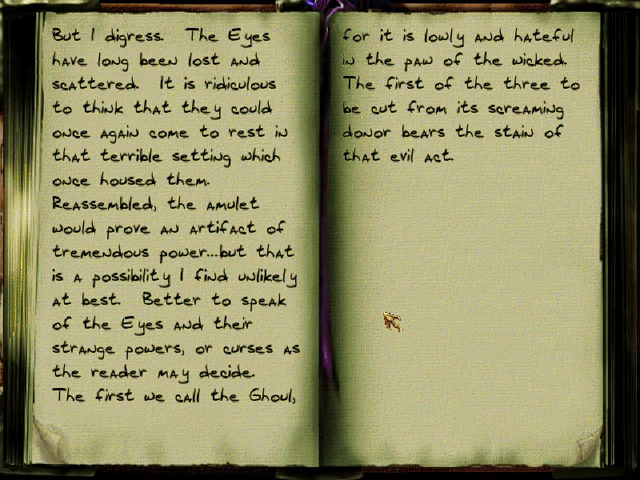 But I digress. The Eyes
have long been lost and
scattered. It is ridiculous
to think that they could
once again come to rest in
that terrible setting which
once housed them.
Reassembled, the amulet
would prove an artifact of
tremendous power...but that
is a possibility I find unlikely
at best. Better to speak
of the Eyes and their
strange powers, or curses as
the reader may decide.
The first we call the Ghoul,
for it is lowly and hateful
in the paw of the wicked.
The first of the three to
be cut from its screaming
donor bears the stain of
that evil act.